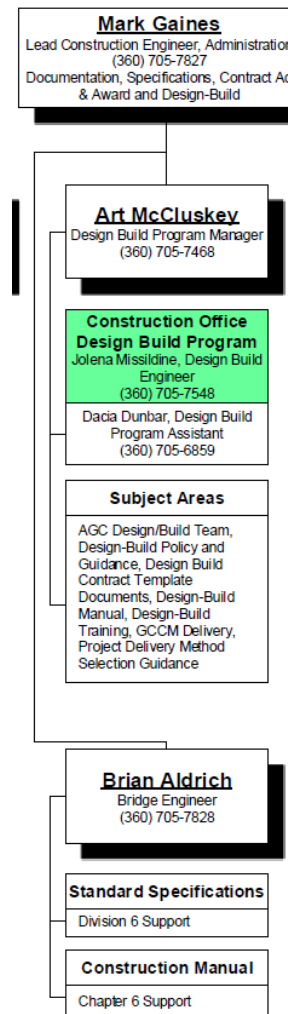 Mark Gaines
Lead Construction Engineer, Administration
(360) 705-7827
Documentation, Specifications, Contract Ad
& Award and Design-Build
Art McCluskey
Design Build Program Manager
(360) 705-7468
Construction Office
Design Build Program
Jolena Missildine, Design Build
Engineer
(360) 705-7548
Dacia Dunbar, Design Build
Program Assistant
(360) 705-6859
Subject Areas
AGC Design/Build Team,
Design-Build Policy and
Guidance, Design Build
Contract Template
Documents, Design-Build
Manual, Design-Build
Training, GCCM Delivery,
Project Delivery Method
Selection Guidance
Brian Aldrich
Bridge Engineer
(360) 705-7828
Standard Specifications
Division 6 Support
Construction Manual
Chapter 6 Support